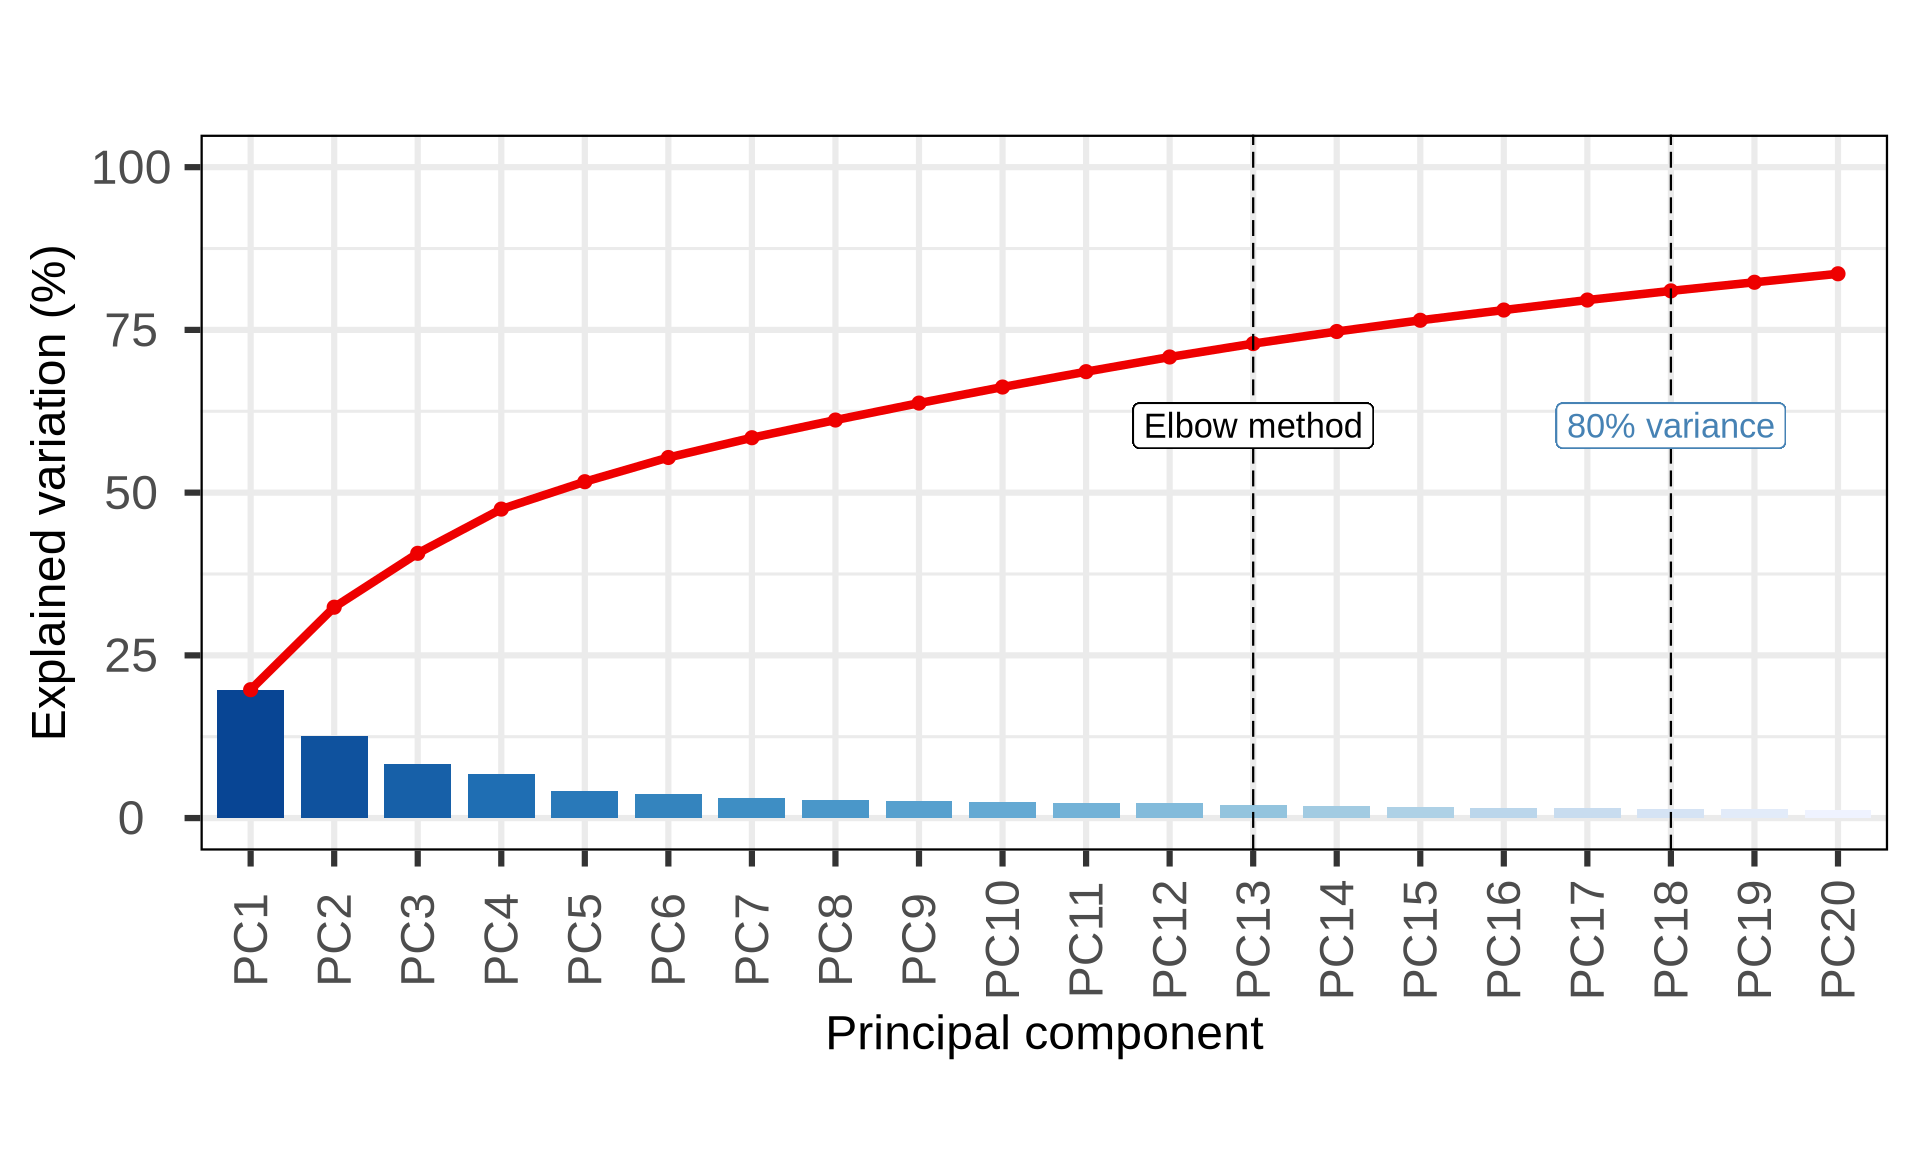 Explained variation (%)
100
75
50
25
0
Elbow method
80% variance
PC1
PC2
PC3
PC4
PC5
PC6
PC7
PC8
PC9
PC10
PC11
PC12
PC13
PC14
PC15
PC16
PC17
PC18
PC19
PC20
Principal component